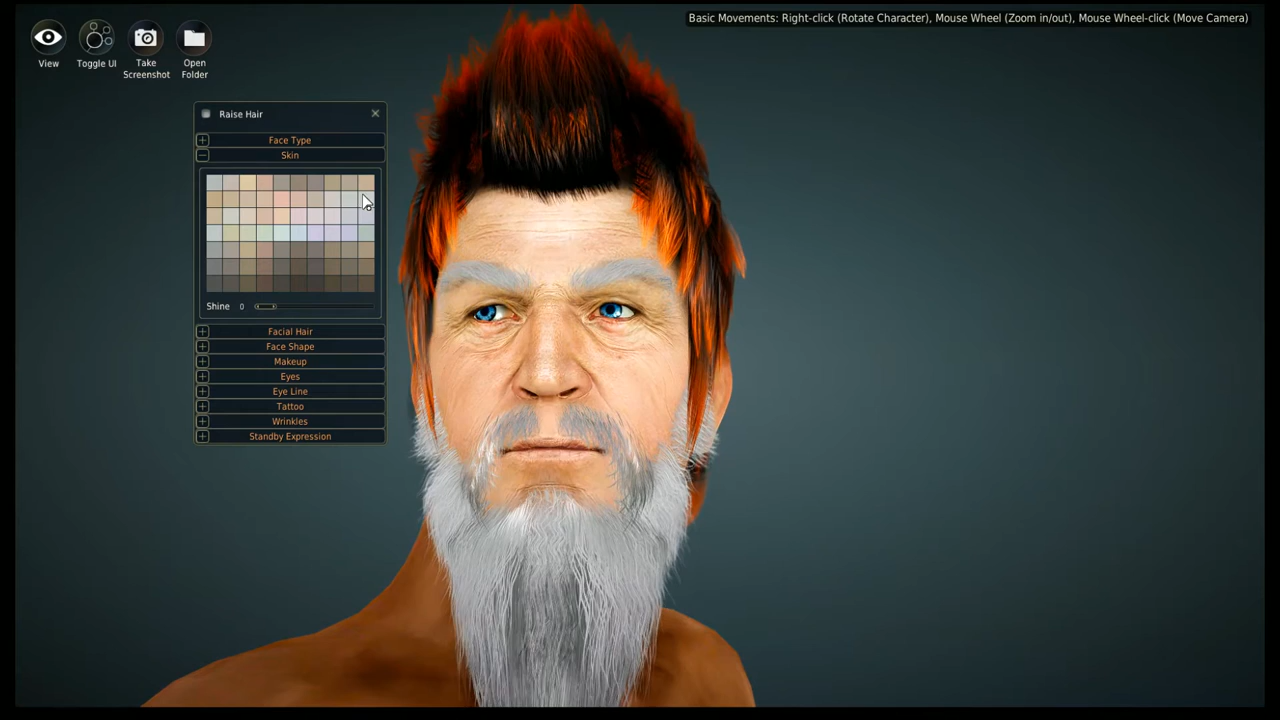 Basic Movements: Right-click (Rotate Character), Mouse Wheel (Zoom in/out), Mouse Wheel-click (Move Camera)
View
Toggle UI
Take
Screenshot
Open
Folder
Raise Hair
Face Type
Skin
Shine 0
Facial Hair
Face Shape
Makeup
Eyes
Eye Line
Tattoo
Wrinkles
Standby Expression